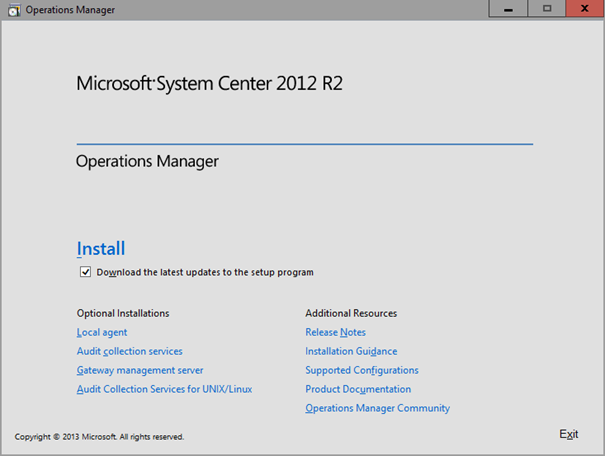 Operations Manager
Microsoft System Center 2012 R2
Operations Manager
Install
Download the latest updates to the setup program
Optional Installations
Local agent
Audit collection services
Gateway management server
Audit Collection Services for UNIX/Linux
Additional Resources
Release Notes
Installation Guidance
Supported Configurations
Product Documentation
Operations Manager Community
Copyright © 2013 Microsoft. All rights reserved.
Exit